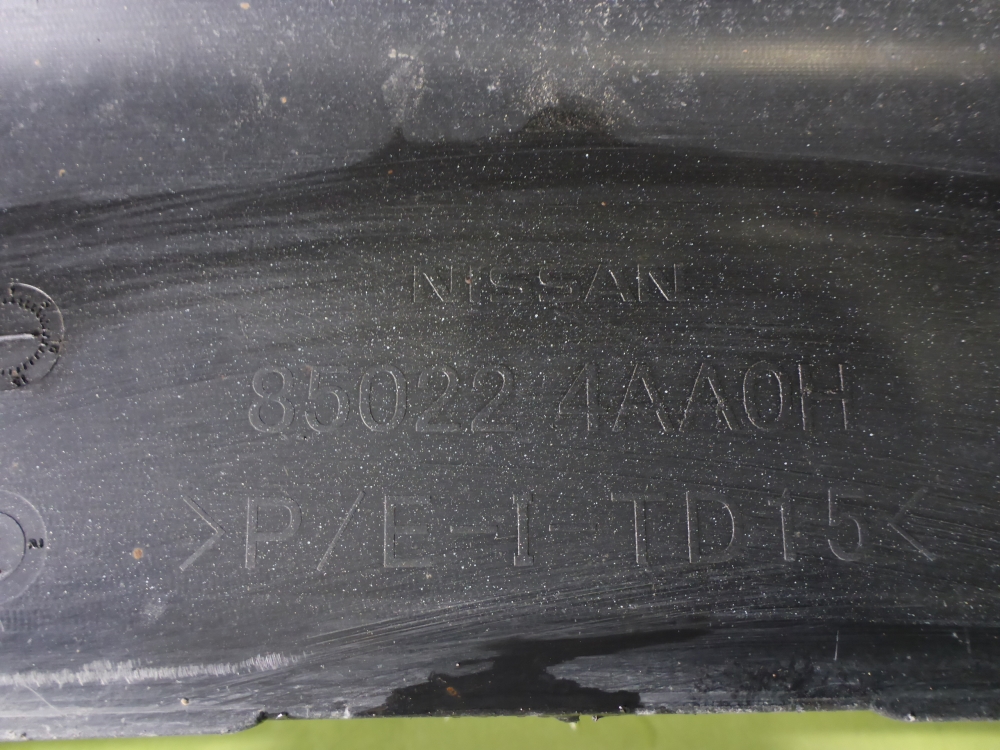 NISSAN
85022 4AA0H
>P/E-I-TD15<